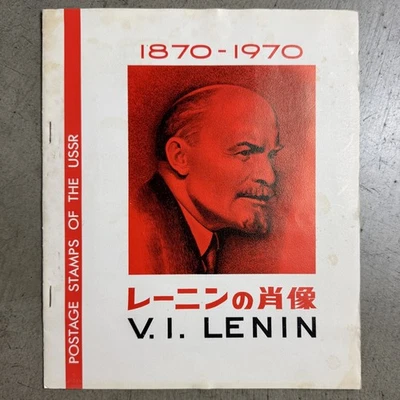 1870-1970
POSTAGE STAMPS OF THE USSR
レーニンの肖像
V. I. LENIN